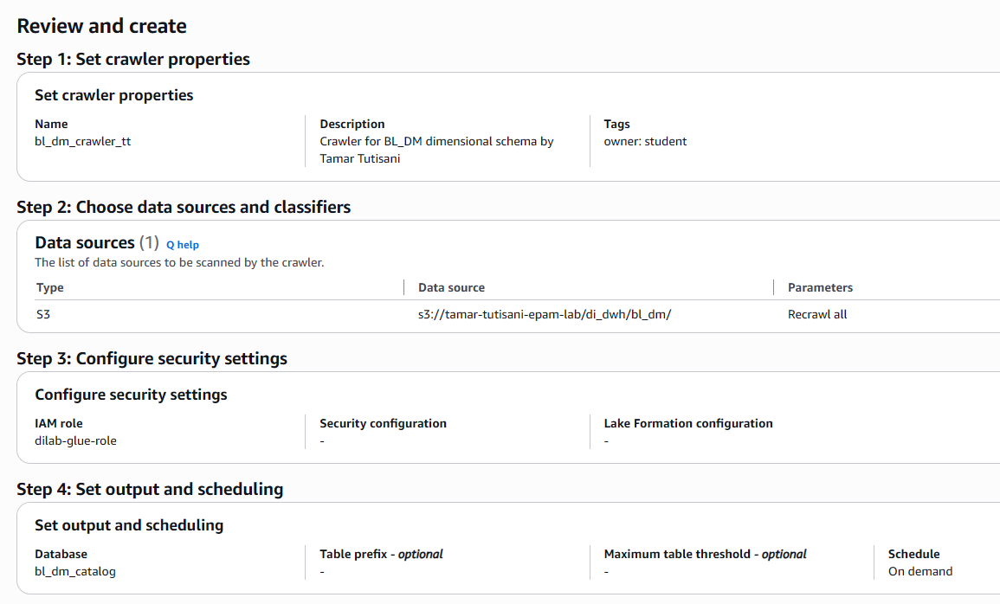 Review and create
Step 1: Set crawler properties
Set crawler properties
Name
bl_dm_crawler_tt
Description
Crawler for BL_DM dimensional schema by
Tamar Tutisani
Tags
owner: student
Step 2: Choose data sources and classifiers
Data sources (1) Q help
The list of data sources to be scanned by the crawler.
Type Data source Parameters
S3 s3://tamar-tutisani-epam-lab/di_dwh/bl_dm/ Recrawl all
Step 3: Configure security settings
Configure security settings
IAM role
dilab-glue-role
Security configuration
-
Lake Formation configuration
-
Step 4: Set output and scheduling
Set output and scheduling
Database
bl_dm_catalog
Table prefix - optional
-
Maximum table threshold - optional
-
Schedule
On demand